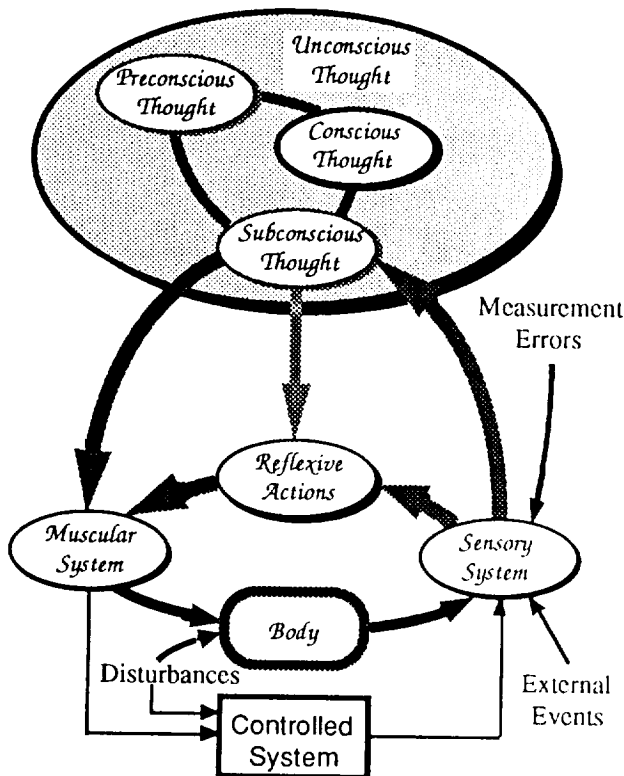 Unconscious
Thought
Preconscious
Thought
Conscious
Thought
Subconscious
Thought
Measurement
Errors
Reflexive
Actions
Muscular
System
Sensory
System
Body
Disturbances
External
Events
Controlled
System